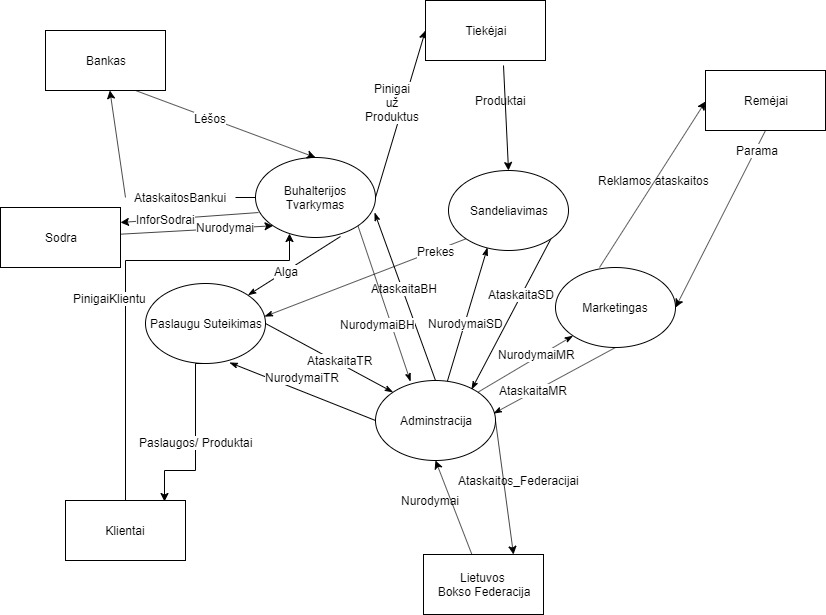 Tiekėjai
Bankas
Pinigai
už
Produktus
Produktai
Remėjai
Lėšos
Parama
Reklamos ataskaitos
Buhalterijos
Tvarkymas
AtaskaitosBankui
Sandeliavimas
InforSodrai
Nurodymai
Sodra
Prekes
Alga
AtaskaitaBH
AtaskaitaSD
PinigaiKlientu
Marketingas
Paslaugu Suteikimas
NurodymaiBH
NurodymaiSD
NurodymaiMR
AtaskaitaTR
NurodymaiTR
AtaskaitaMR
Adminstracija
Paslaugos/ Produktai
Ataskaitos_Federacijai
Nurodymai
Klientai
Lietuvos
Bokso Federacija